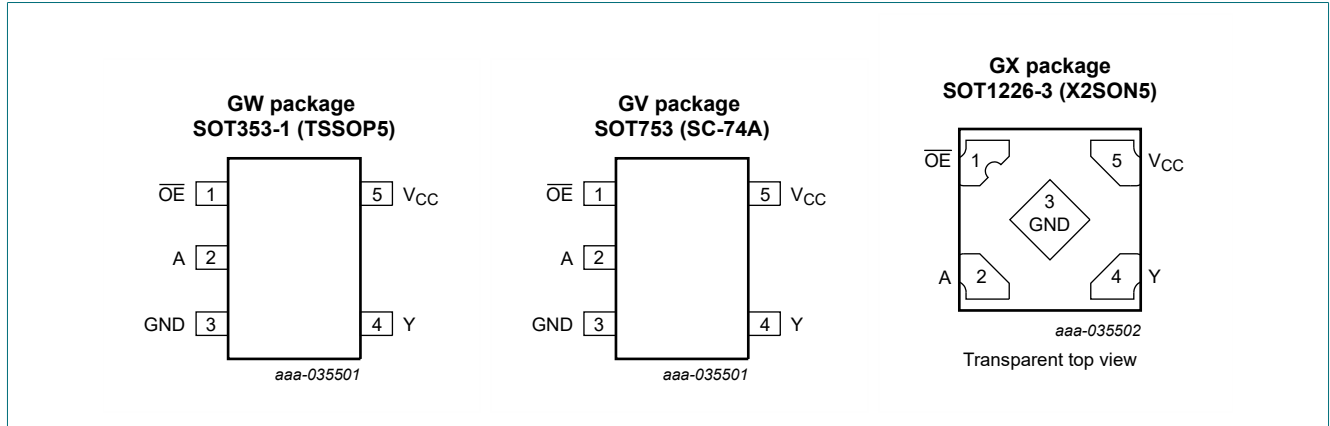 GW package
SOT353-1 (TSSOP5)
OE 1
5 VCC
A 2
GND 3
4 Y
aaa-035501
GV package
SOT753 (SC-74A)
OE 1
5 VCC
A 2
GND 3
4 Y
aaa-035501
GX package
SOT1226-3 (X2SON5)
OE 1
5 VCC
3
GND
A 2
4 Y
aaa-035502
Transparent top view